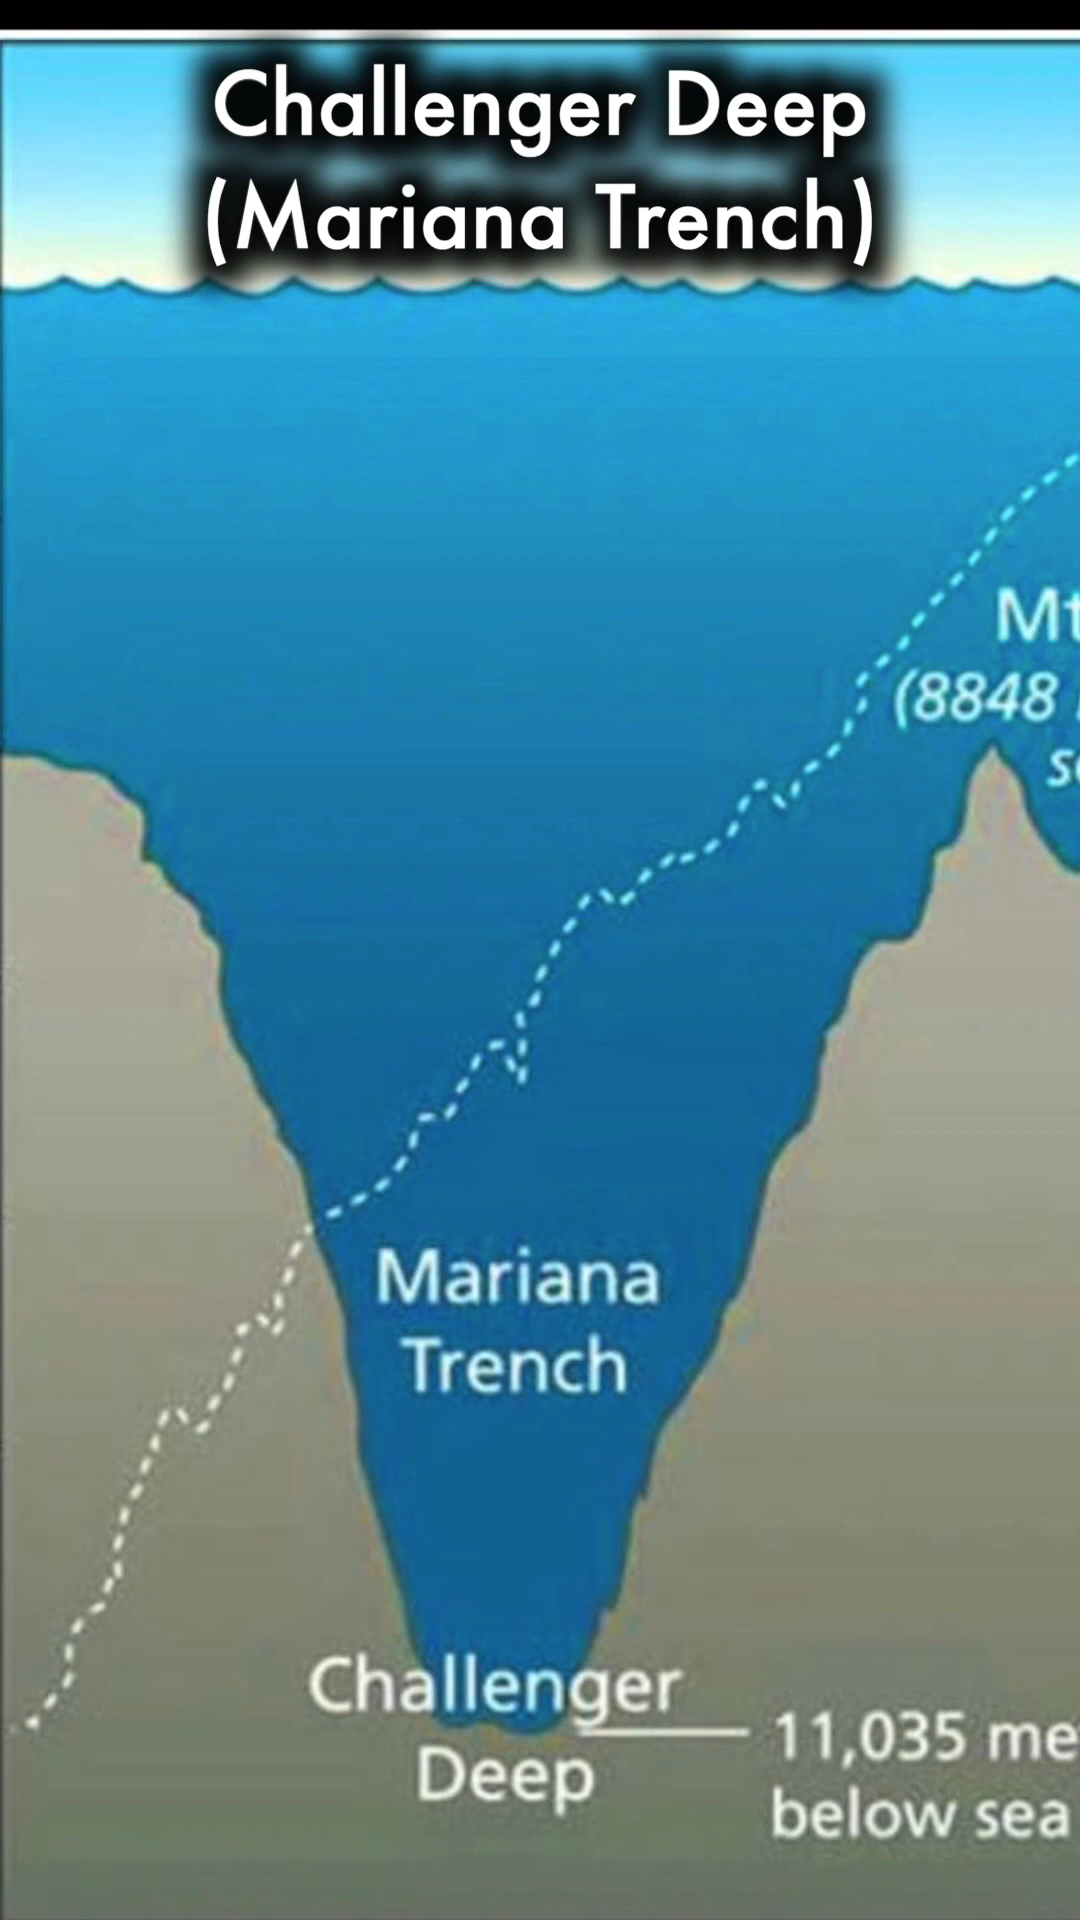 Challenger Deep
(Mariana Trench)
Mt
(8848
Mariana
Trench
Challenger
Deep
11,035 me
below sea